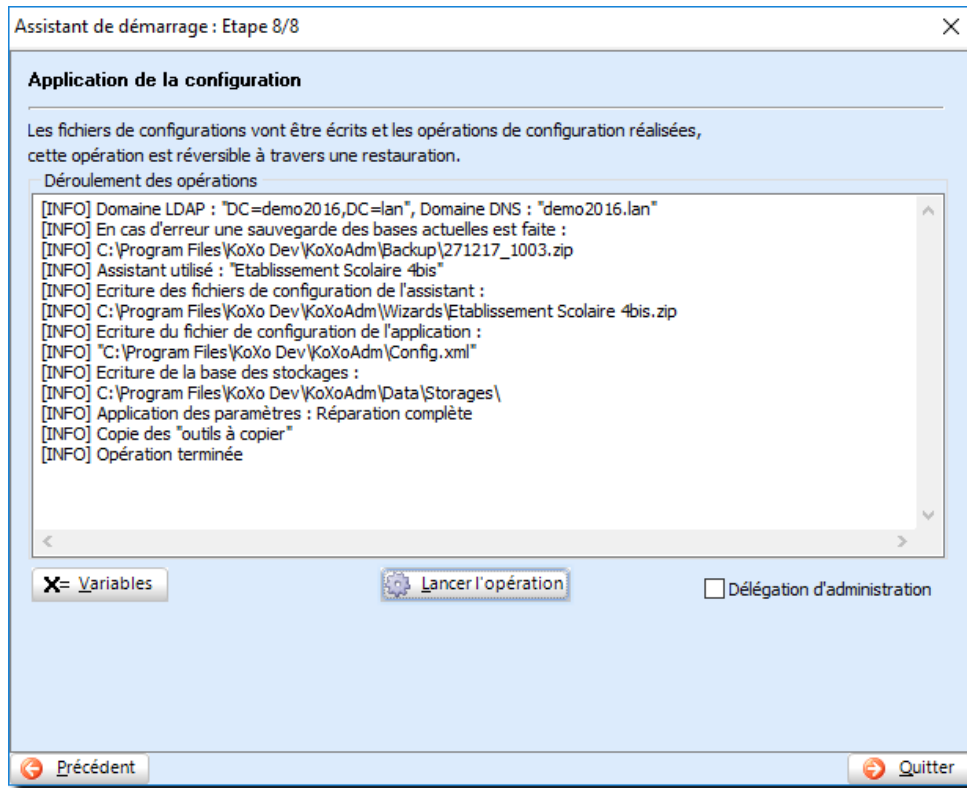 Assistant de démarrage : Etape 8/8
Application de la configuration
Les fichiers de configurations vont être écrits et les opérations de configuration réalisées,
cette opération est réversible à travers une restauration.
Déroulement des opérations
[INFO] Domaine LDAP : "DC=demo2016,DC=lan", Domaine DNS : "demo2016.lan"
[INFO] En cas d'erreur une sauvegarde des bases actuelles est faite :
[INFO] C:\Program Files\KoXo Dev\KoXoAdm\Backup\271217_1003.zip
[INFO] Assistant utilisé : "Etablissement Scolaire 4bis"
[INFO] Ecriture des fichiers de configuration de l'assistant :
[INFO] C:\Program Files\KoXo Dev\KoXoAdm\Wizards\Etablissement Scolaire 4bis.zip
[INFO] Ecriture du fichier de configuration de l'application :
[INFO] "C:\Program Files\KoXo Dev\KoXoAdm\Config.xml"
[INFO] Ecriture de la base des stockages :
[INFO] C:\Program Files\KoXo Dev\KoXoAdm\Data\Storages\
[INFO] Application des paramètres : Réparation complète
[INFO] Copie des "outils à copier"
[INFO] Opération terminée
X= Variables
Lancer l'opération
Délégation d'administration
Précédent
Quitter